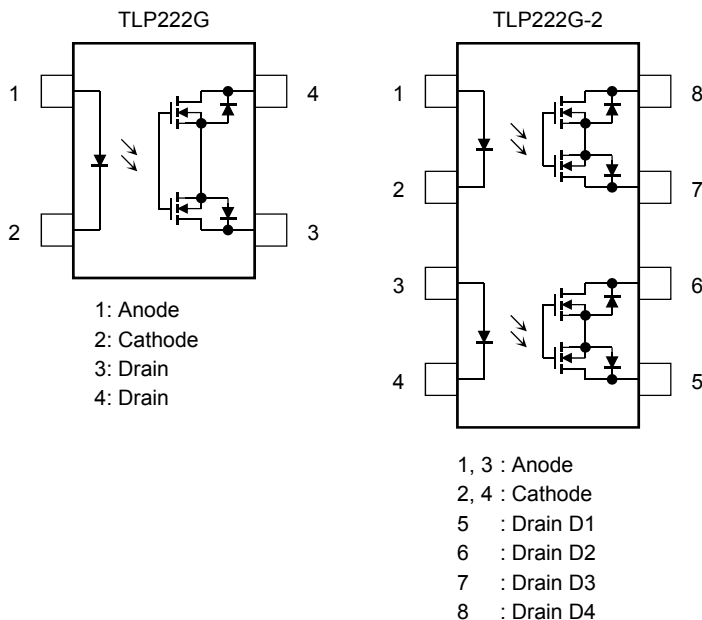 TLP222G
1
4
2
3
1: Anode
2: Cathode
3: Drain
4: Drain
TLP222G-2
1
8
2
7
3
6
4
5
1, 3 : Anode
2, 4 : Cathode
5 : Drain D1
6 : Drain D2
7 : Drain D3
8 : Drain D4